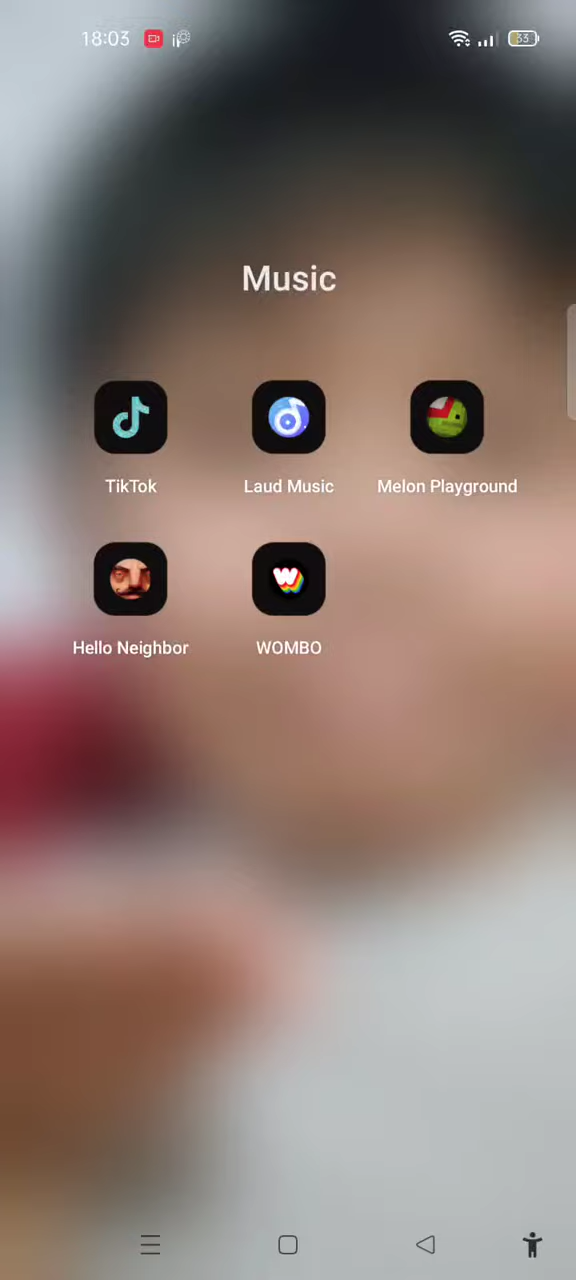 18:03
33
Music
TikTok
Laud Music
Melon Playground
Hello Neighbor
W
WOMBO